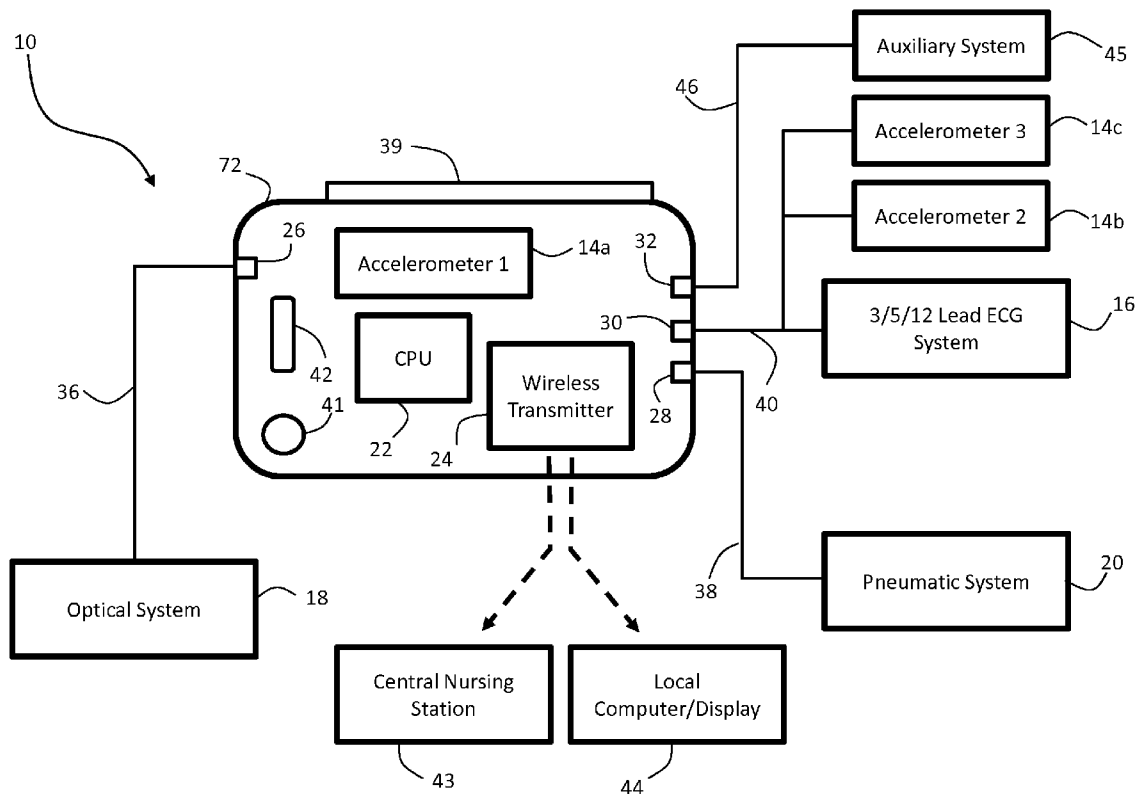 10
Auxiliary System
45
46
Accelerometer 3
14c
39
72
Accelerometer 2
14b
26
Accelerometer 1
14a
32
30
3/5/12 Lead ECG
System
16
42
CPU
Wireless
Transmitter
28
40
36
41
22
24
38
Optical System
18
Pneumatic System
20
Central Nursing
Station
Local
Computer/Display
43
44